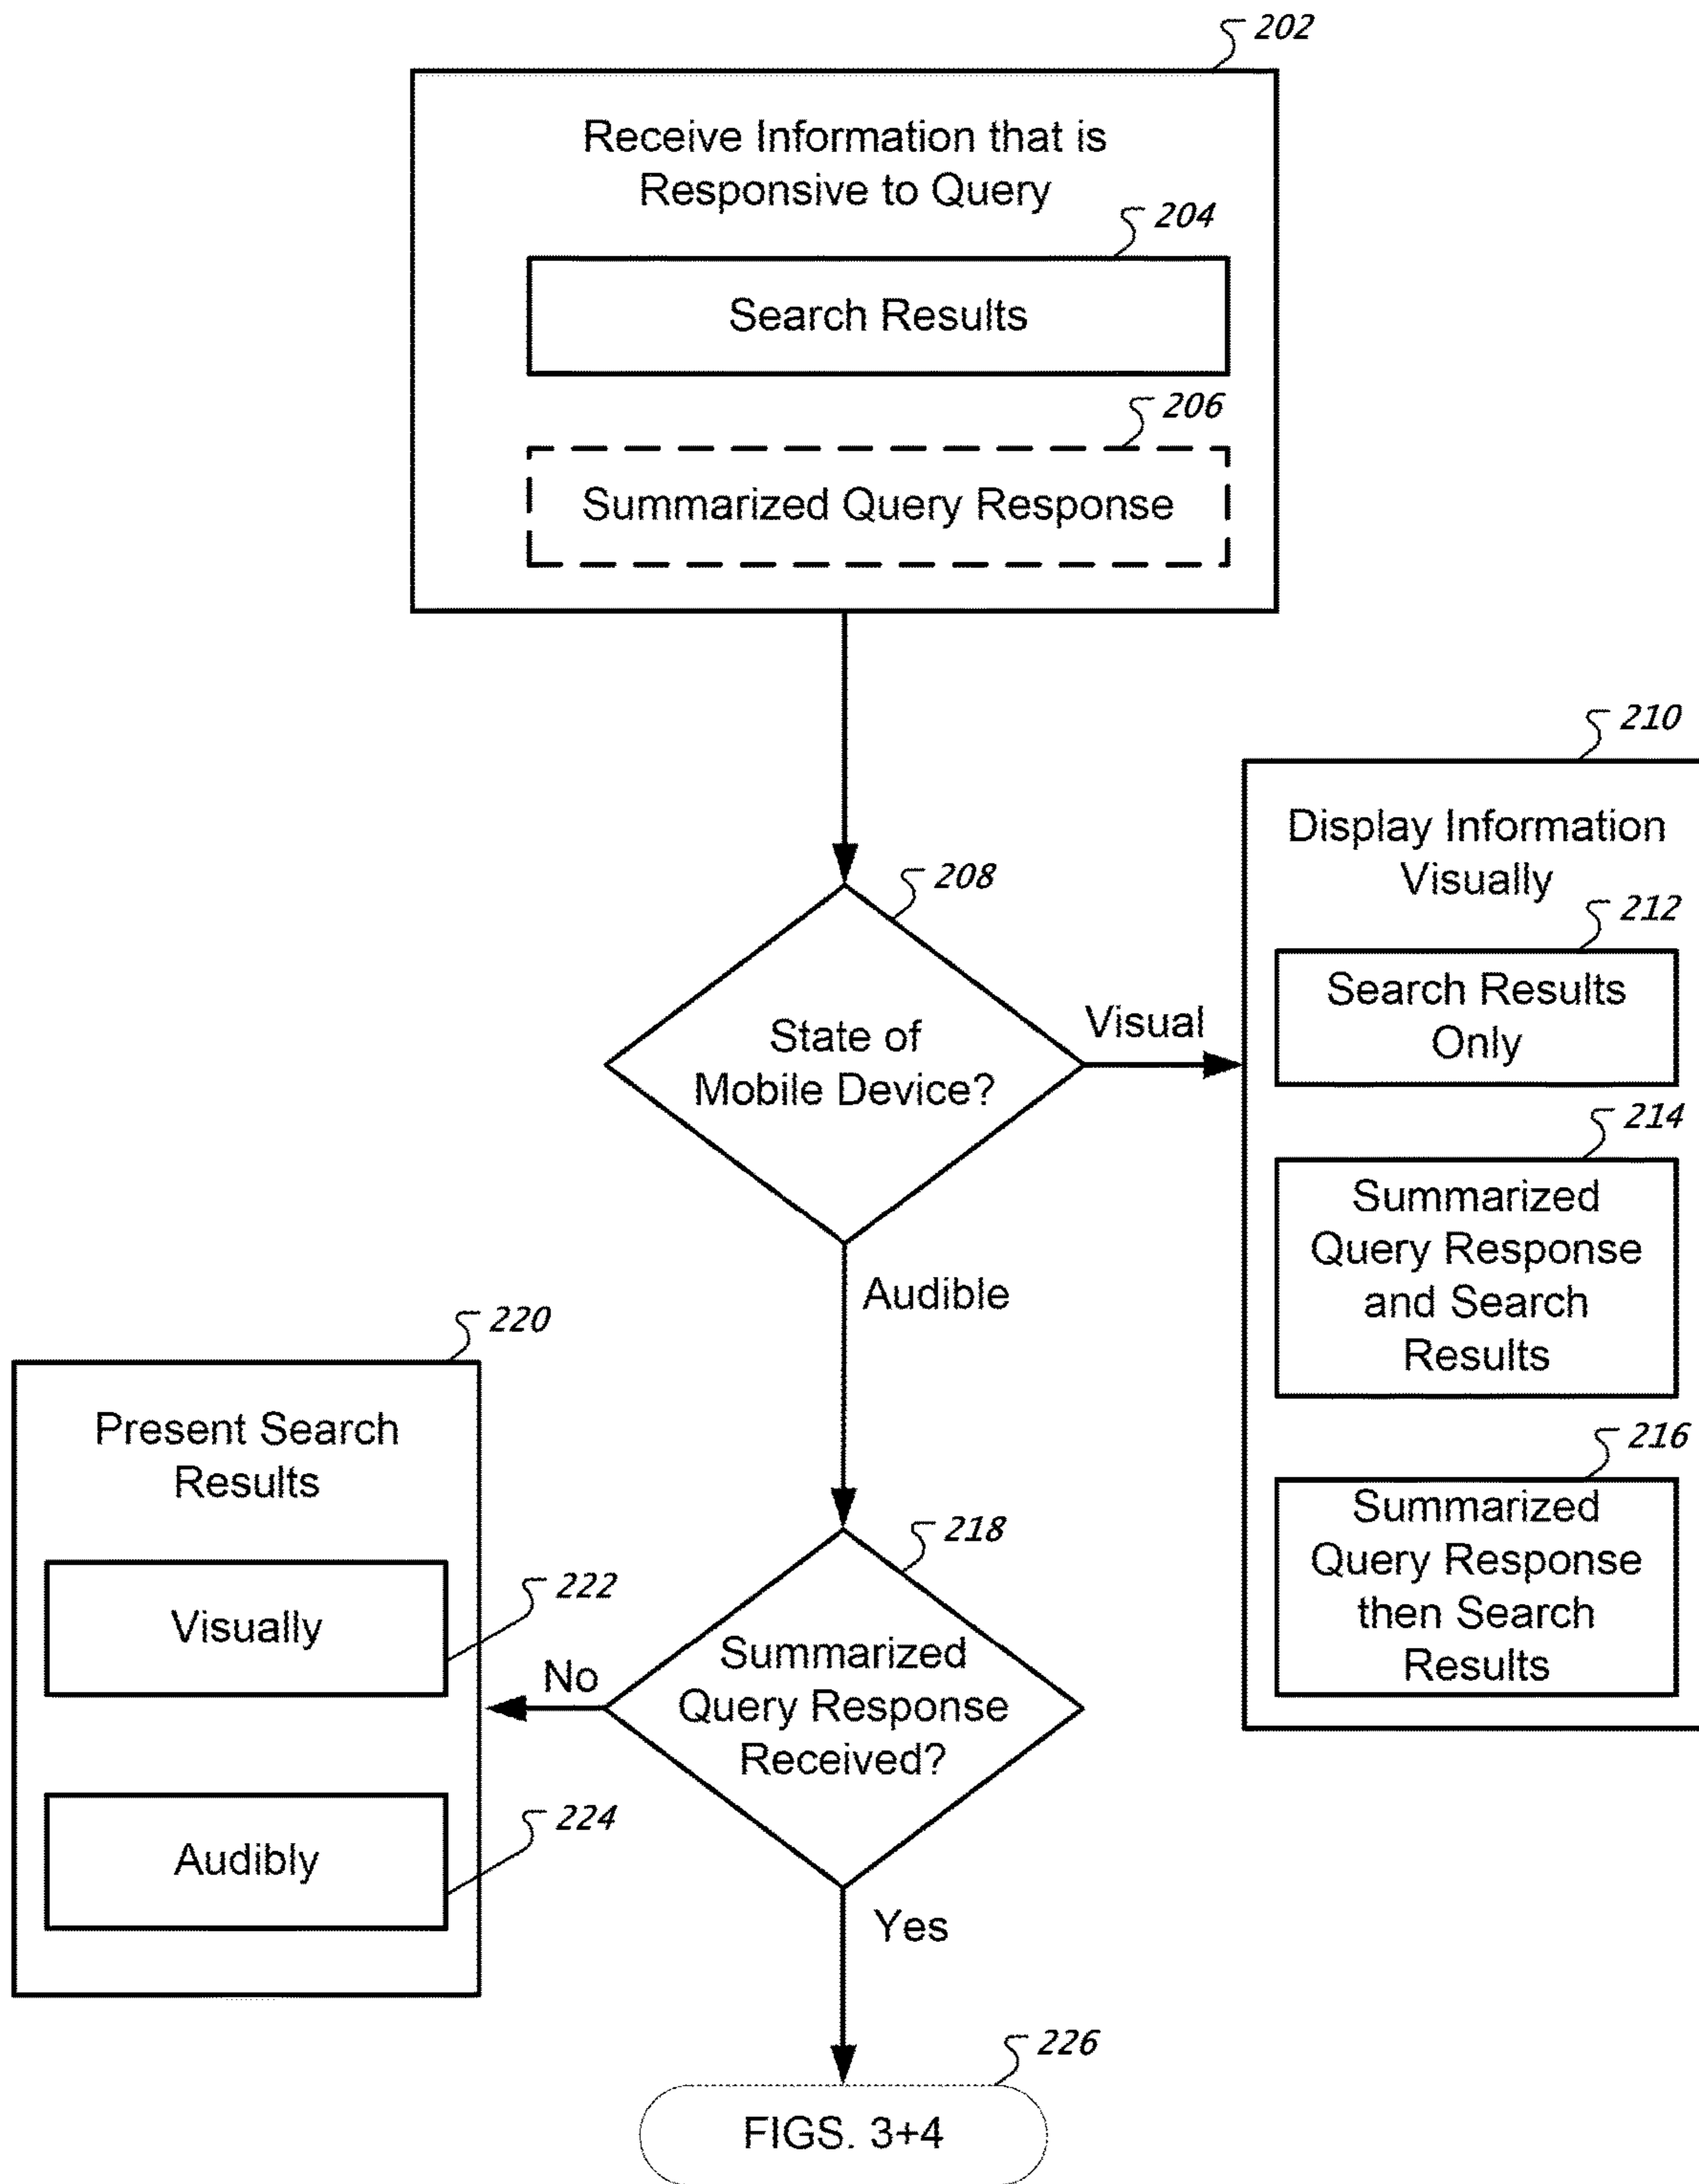 202
Receive Information that is
Responsive to Query
204
Search Results
206
Summarized Query Response
208
State of
Mobile Device?
Visual
210
Display Information
Visually
212
Search Results
Only
214
Summarized
Query Response
and Search
Results
216
Summarized
Query Response
then Search
Results
Audible
218
Summarized
Query Response
Received?
No
220
Present Search
Results
222
Visually
224
Audibly
Yes
226
FIGS. 3+4